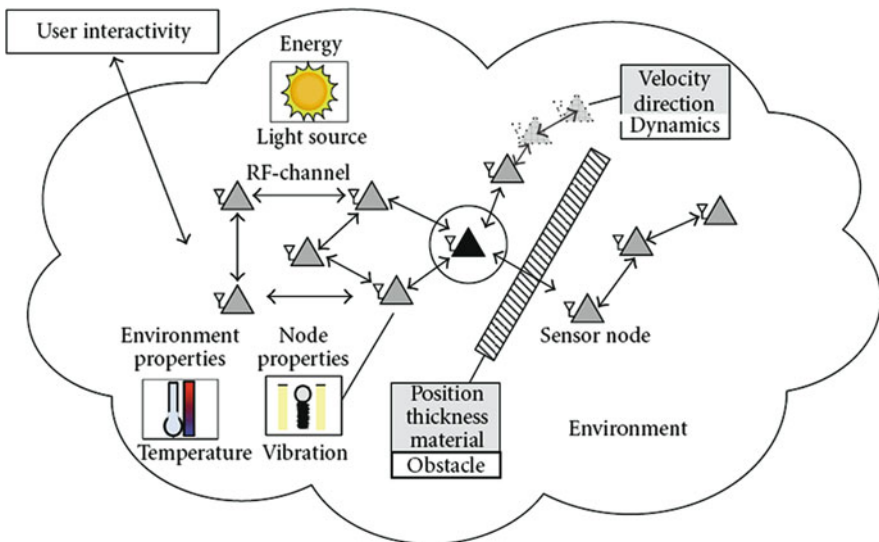 User interactivity
Energy
Light source
RF-channel
Velocity
direction
Dynamics
Sensor node
Environment
properties
Temperature
Node
properties
Vibration
Position
thickness
material
Obstacle
Environment